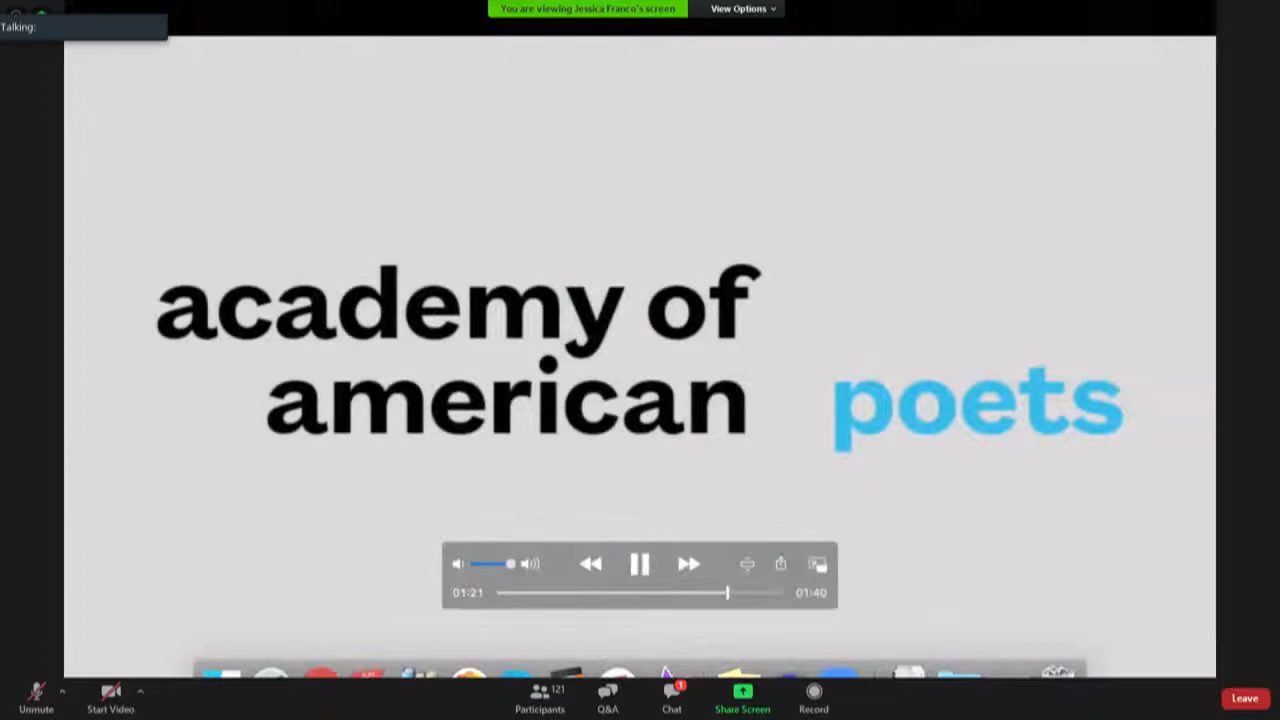 You are viewing Jessica Franco's screen
View Options
Talking:
academy of
american poets
01:21
01:40
Unmute
Start Video
Participants
121
Q&A
Chat
1
Share Screen
Record
Leave